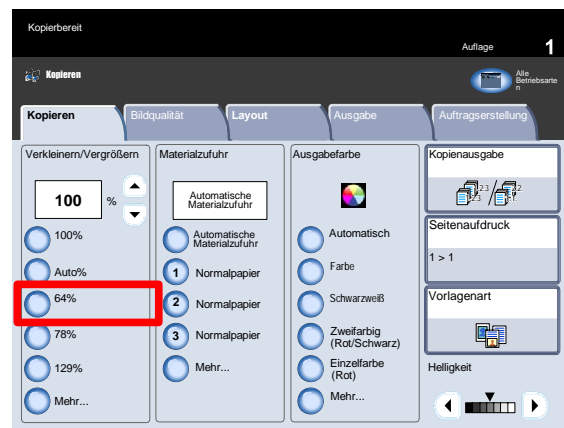 Kopierbereit
Auflage 1
Kopieren
Alle
Betriebsarte
n
Kopieren
Bildqualität
Layout
Ausgabe
Auftragserstellung
Verkleinern/Vergrößern
100 %
100%
Auto%
64%
78%
129%
Mehr...
Materialzufuhr
Automatische
Materialzufuhr
Automatische
Materialzufuhr
1 Normalpapier
2 Normalpapier
3 Normalpapier
Mehr...
Ausgabefarbe
Automatisch
Farbe
Schwarzweiß
Zweifarbig
(Rot/Schwarz)
Einzelfarbe
(Rot)
Mehr...
Kopienausgabe
Seitenaufdruck
1 > 1
Vorlagenart
Helligkeit